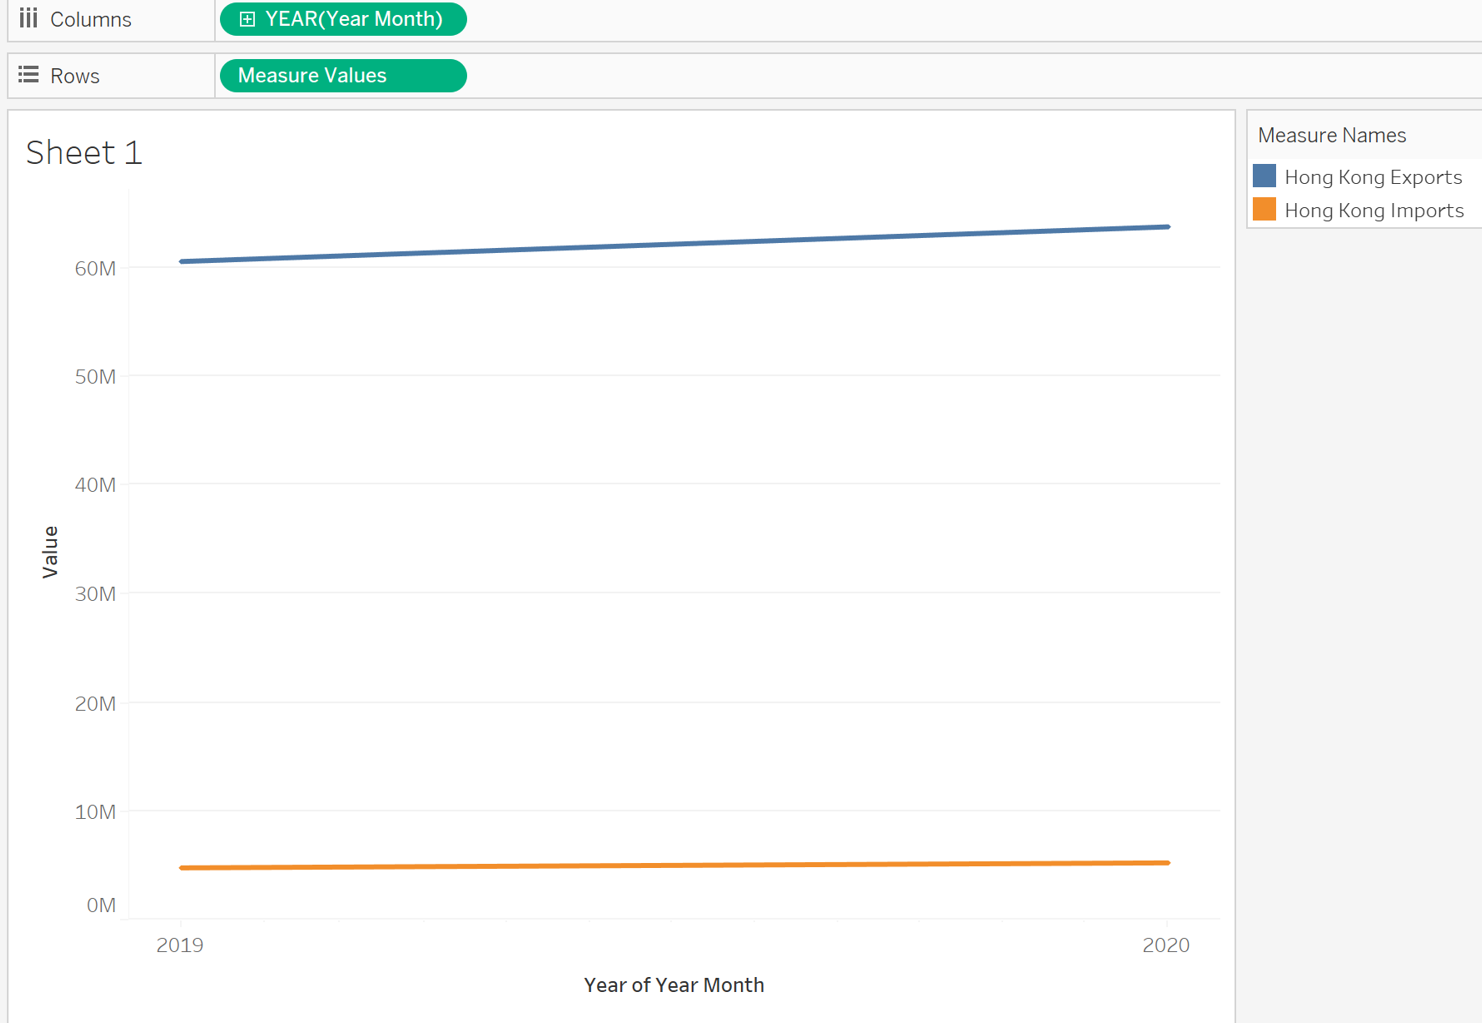 Columns
YEAR(Year Month)
Rows
Measure Values
Sheet 1
Measure Names
Hong Kong Exports
Hong Kong Imports
60M
50M
40M
30M
20M
10M
0M
Value
2019
2020
Year of Year Month